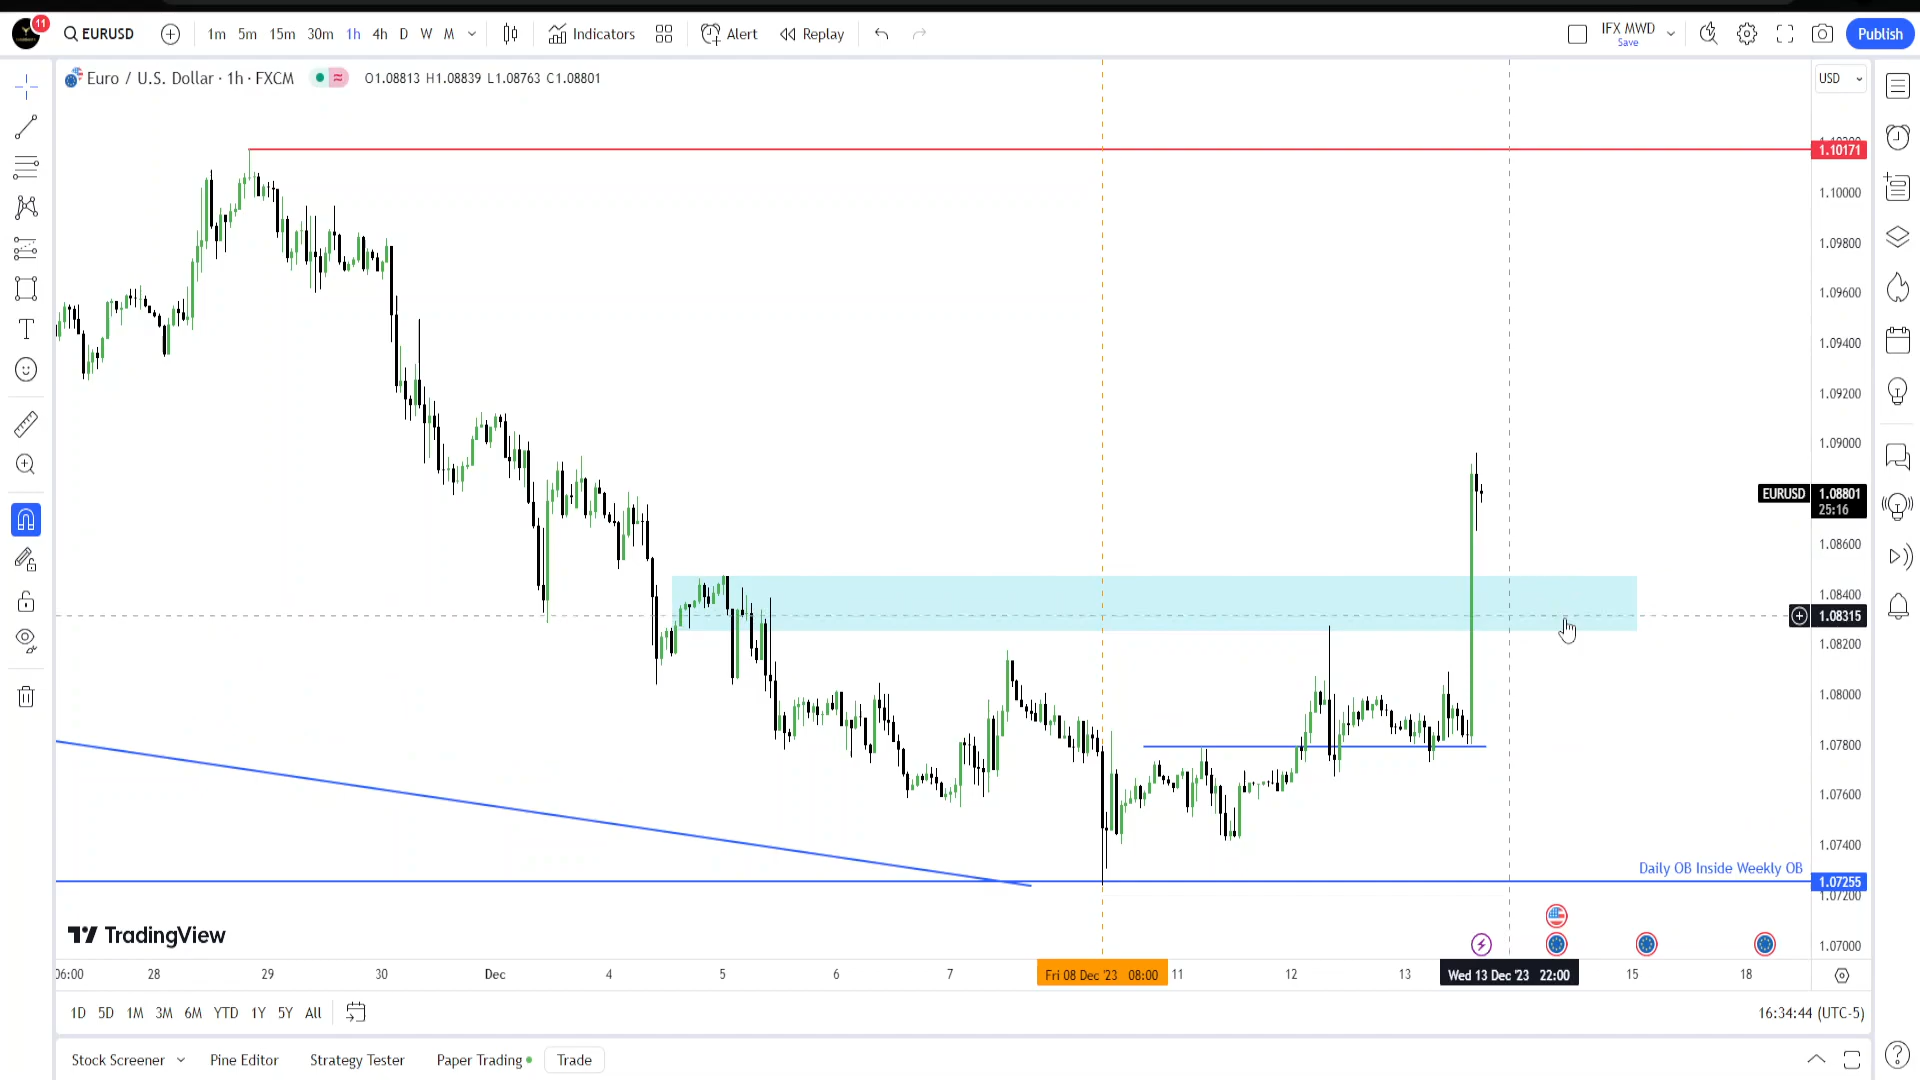 11
EURUSD 1m 5m 15m 30m 1h 4h D W M Indicators Alert Replay IFX MWD Save Publish
Euro / U.S. Dollar · 1h · FXCM O1.08813 H1.08839 L1.08763 C1.08801
USD
1.10171
1.10000
1.09800
1.09600
1.09400
1.09200
1.09000
EURUSD 1.08801
25:16
1.08600
1.08400
1.08315
1.08200
1.08000
1.07800
1.07600
1.07400
Daily OB Inside Weekly OB
1.07255
1.07200
TradingView
1.07000
06:00 28 29 30 Dec 4 5 6 7 Fri 08 Dec '23 08:00 11 12 13 Wed 13 Dec '23 22:00 15 18
1D 5D 1M 3M 6M YTD 1Y 5Y All 16:34:44 (UTC-5)
Stock Screener Pine Editor Strategy Tester Paper Trading Trade